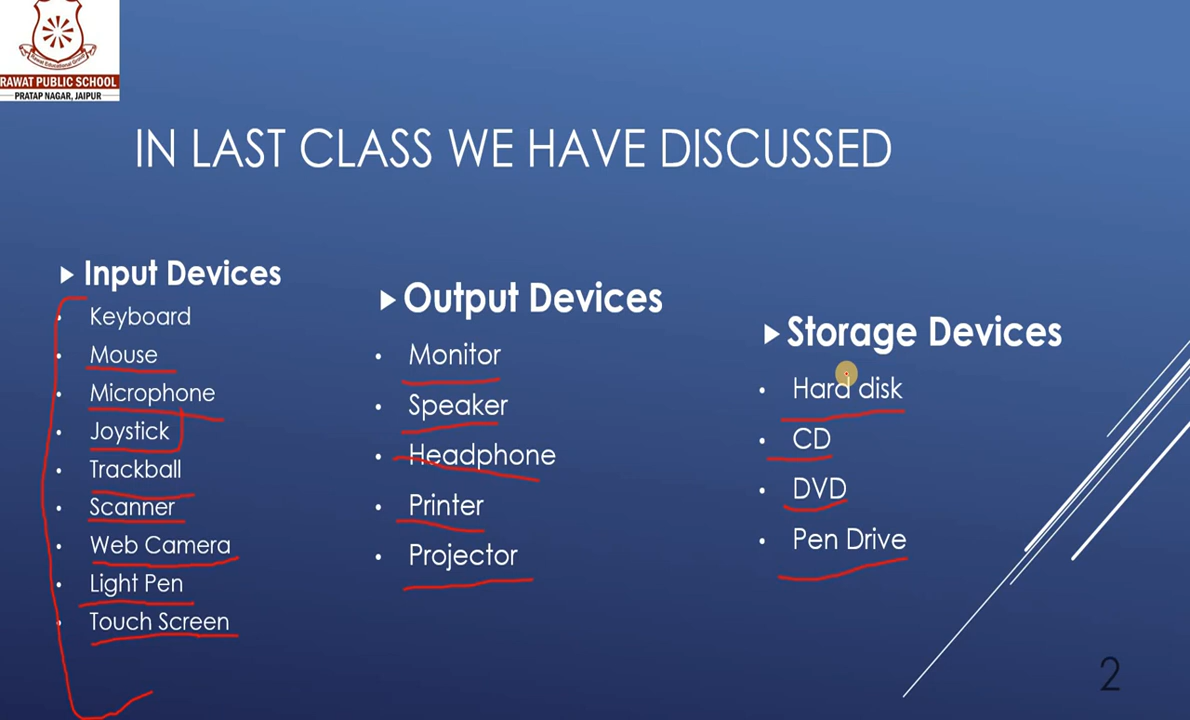 RAWAT PUBLIC SCHOOL
PRATAP NAGAR, JAIPUR
IN LAST CLASS WE HAVE DISCUSSED
Input Devices
Keyboard
Mouse
Microphone
Joystick
Trackball
Scanner
Web Camera
Light Pen
Touch Screen
Output Devices
Monitor
Speaker
Headphone
Printer
Projector
Storage Devices
Hard disk
CD
DVD
Pen Drive
2